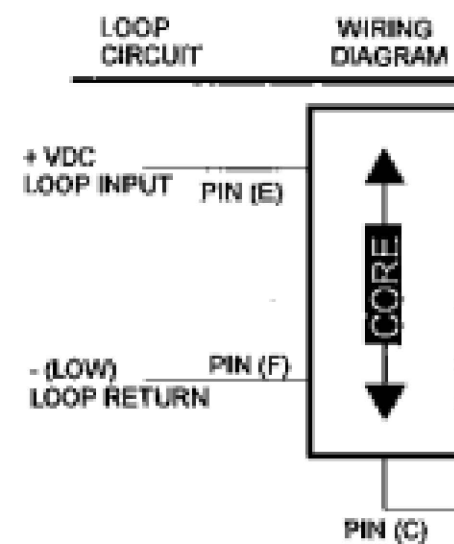 LOOP
CIRCUIT
WIRING
DIAGRAM
+ VDC
LOOP INPUT
PIN (E)
CORE
- (LOW)
LOOP RETURN
PIN (F)
PIN (C)